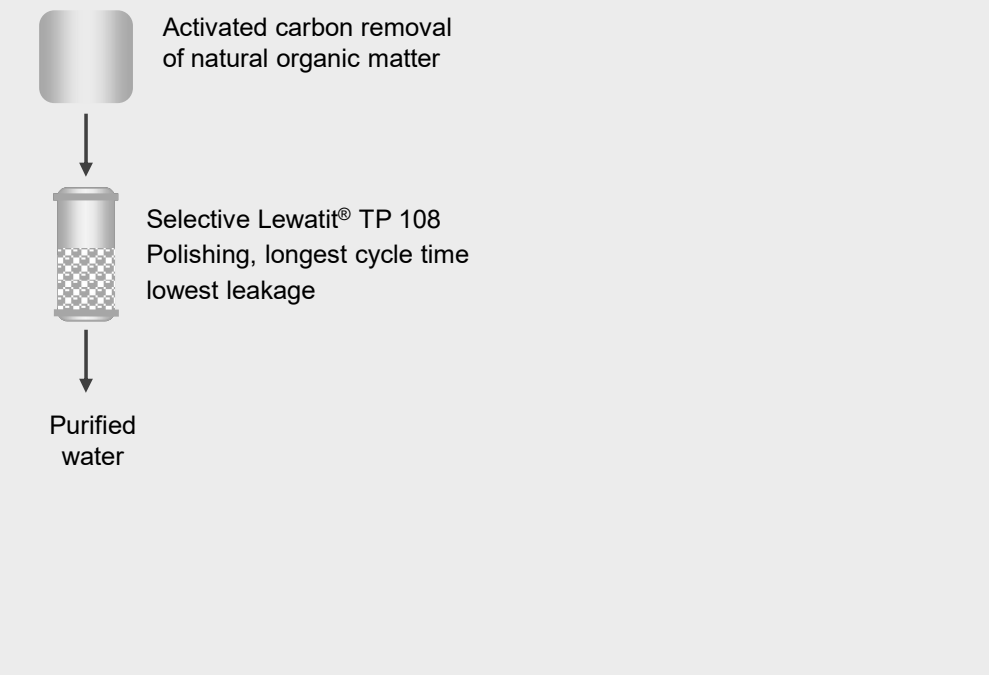 Activated carbon removal
of natural organic matter
Selective Lewatit® TP 108
Polishing, longest cycle time
lowest leakage
Purified
water